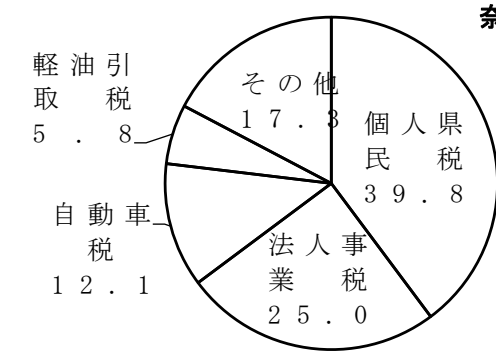 奈
軽油引
取税
5.8
その他
17.3
個人県
民税
39.8
自動車
税
12.1
法人事
業税
25.0